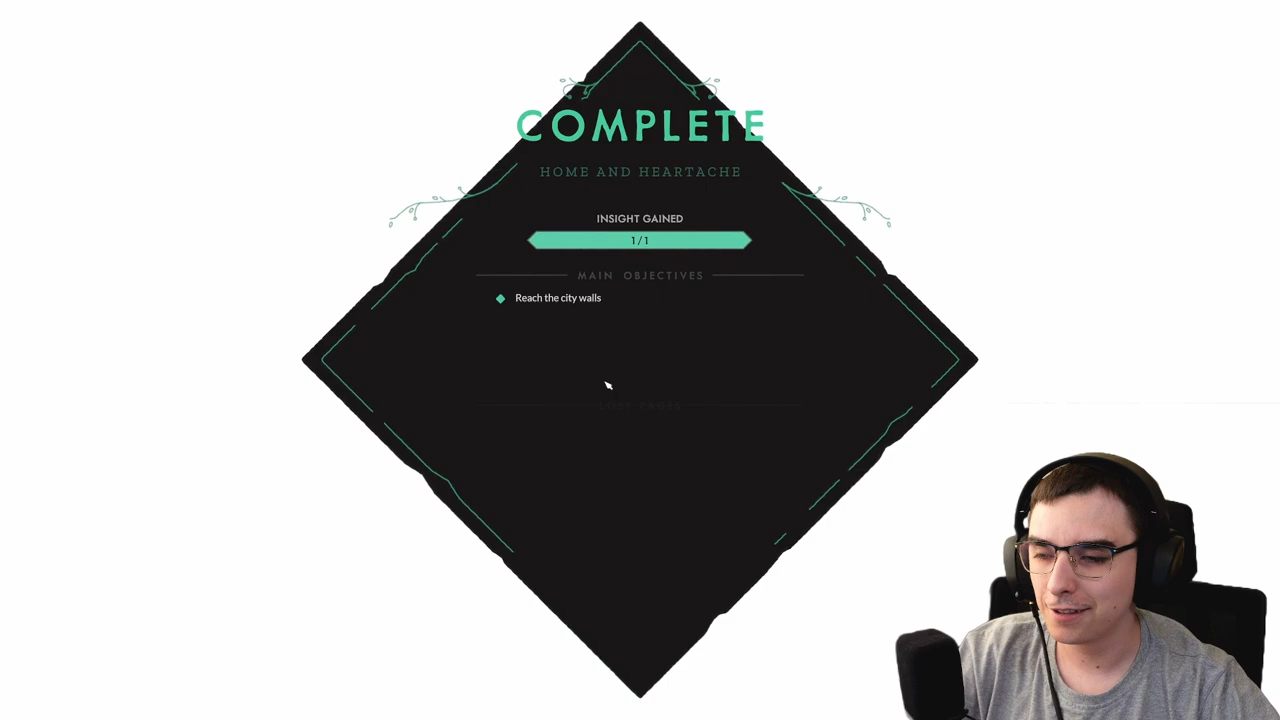 COMPLETE
HOME AND HEARTACHE
INSIGHT GAINED
1/1
MAIN OBJECTIVES
Reach the city walls